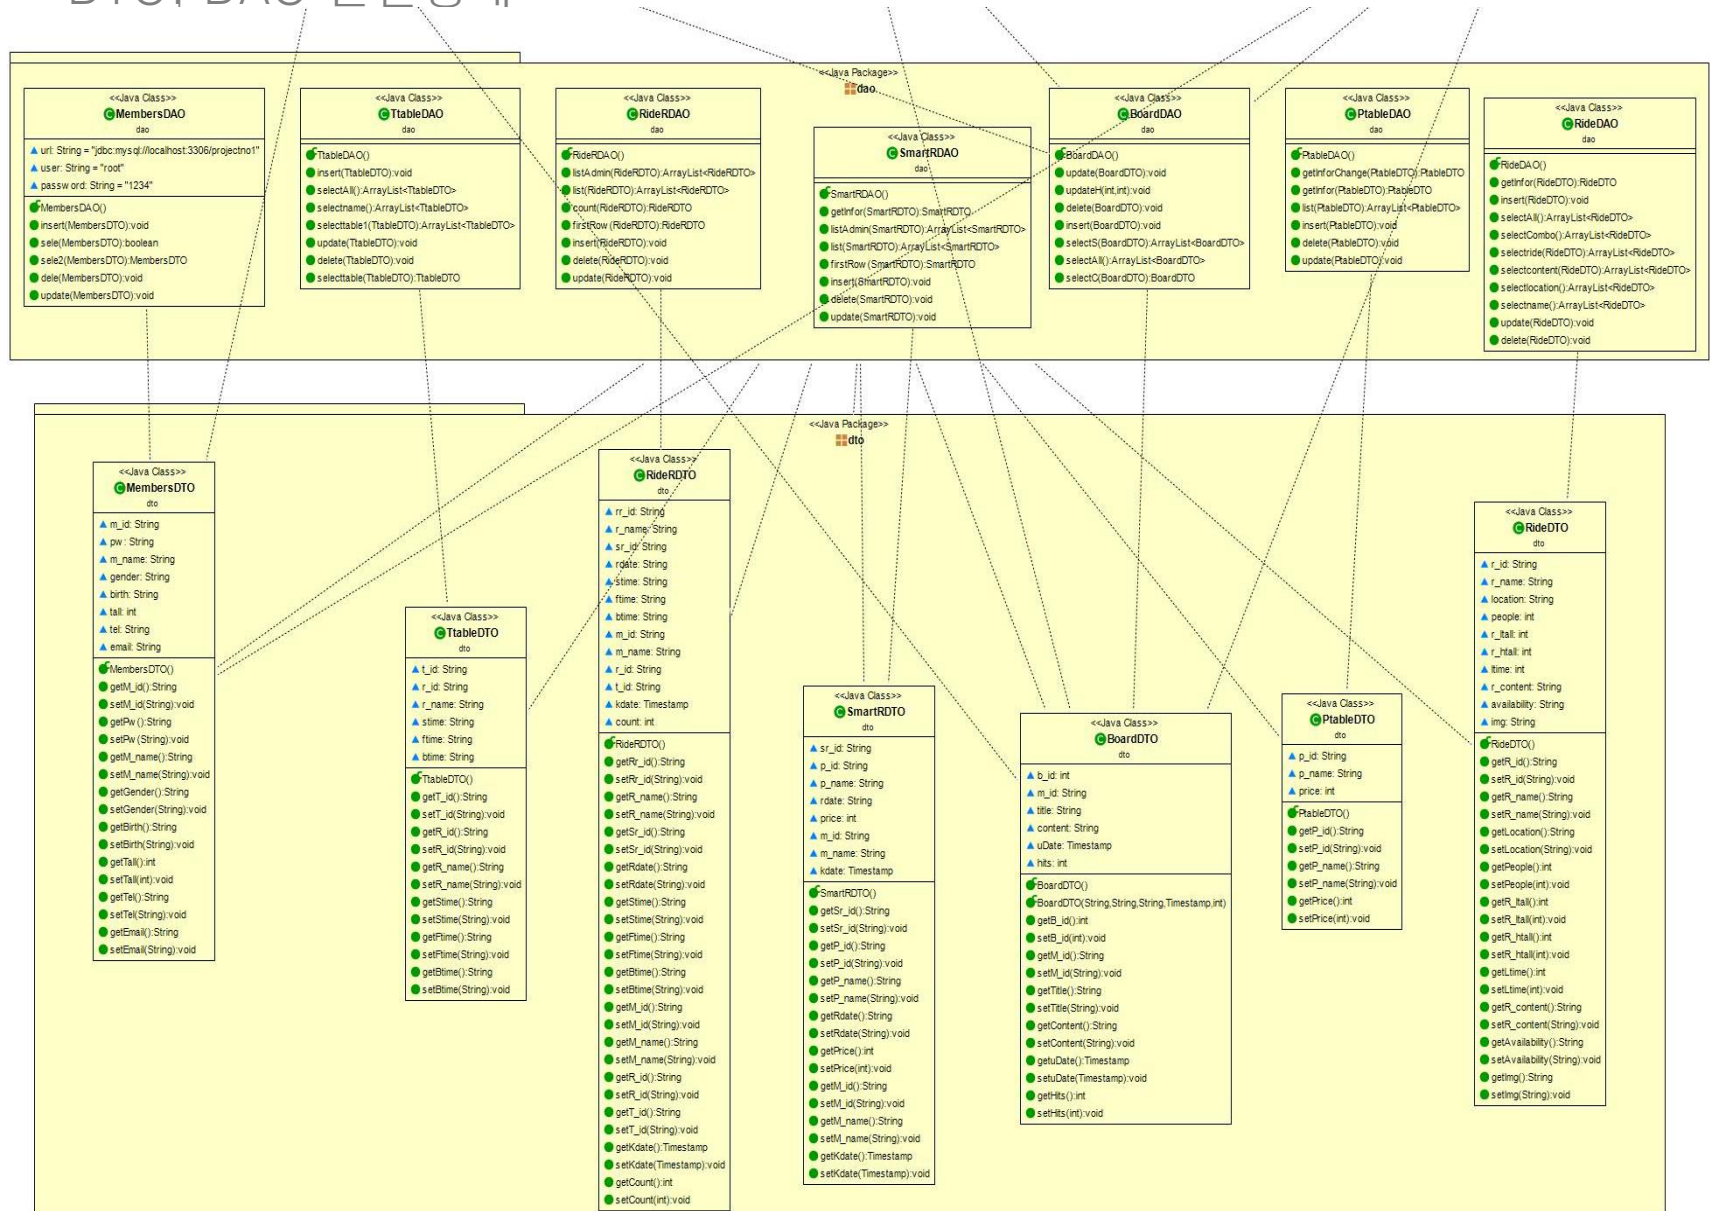 <<Java Package>>
dao
<<Java Class>>
MembersDAO
dao
url: String = "jdbc:mysql://localhost:3306/projectno1"
user: String = "root"
password: String = "1234"
MembersDAO()
insert(MembersDTO):void
sele(MembersDTO):boolean
sele2(MembersDTO):MembersDTO
dele(MembersDTO):void
update(MembersDTO):void
<<Java Class>>
TtableDAO
dao
TtableDAO()
insert(TtableDTO):void
selectAll():ArrayList<TtableDTO>
selectname():ArrayList<TtableDTO>
selecttable1(TtableDTO):ArrayList<TtableDTO>
update(TtableDTO):void
delete(TtableDTO):void
selecttable(TtableDTO):TtableDTO
<<Java Class>>
RideRDAO
dao
RideRDAO()
listAdmin(RideRDTO):ArrayList<RideRDTO>
list(RideRDTO):ArrayList<RideRDTO>
count(RideRDTO):RideRDTO
firstRow(RideRDTO):RideRDTO
insert(RideRDTO):void
delete(RideRDTO):void
update(RideRDTO):void
<<Java Class>>
SmartRDAO
dao
SmartRDAO()
getInfor(SmartRDTO):SmartRDTO
listAdmin(SmartRDTO):ArrayList<SmartRDTO>
list(SmartRDTO):ArrayList<SmartRDTO>
firstRow(SmartRDTO):SmartRDTO
insert(SmartRDTO):void
delete(SmartRDTO):void
update(SmartRDTO):void
<<Java Class>>
BoardDAO
dao
BoardDAO()
update(BoardDTO):void
updateH(int,int):void
delete(BoardDTO):void
insert(BoardDTO):void
selectS(BoardDTO):ArrayList<BoardDTO>
selectAll():ArrayList<BoardDTO>
selectC(BoardDTO):BoardDTO
<<Java Class>>
PtableDAO
dao
PtableDAO()
getInforChange(PtableDTO):PtableDTO
getInfor(PtableDTO):PtableDTO
list(PtableDTO):ArrayList<PtableDTO>
insert(PtableDTO):void
delete(PtableDTO):void
update(PtableDTO):void
<<Java Class>>
RideDAO
dao
RideDAO()
getInfor(RideDTO):RideDTO
insert(RideDTO):void
selectAll():ArrayList<RideDTO>
selectCombo():ArrayList<RideDTO>
selectride(RideDTO):ArrayList<RideDTO>
selectcontent(RideDTO):ArrayList<RideDTO>
selectlocation():ArrayList<RideDTO>
selectname():ArrayList<RideDTO>
update(RideDTO):void
delete(RideDTO):void
<<Java Package>>
dto
<<Java Class>>
MembersDTO
dto
m_id: String
pw: String
m_name: String
gender: String
birth: String
tall: int
tel: String
email: String
MembersDTO()
getM_id():String
setM_id(String):void
getPw():String
setPw(String):void
getM_name():String
setM_name(String):void
getGender():String
setGender(String):void
getBirth():String
setBirth(String):void
getTall():int
setTall(int):void
getTel():String
setTel(String):void
getEmail():String
setEmail(String):void
<<Java Class>>
TtableDTO
dto
t_id: String
r_id: String
r_name: String
stime: String
ftime: String
btime: String
TtableDTO()
getT_id():String
setT_id(String):void
getR_id():String
setR_id(String):void
getR_name():String
setR_name(String):void
getStime():String
setStime(String):void
getFtime():String
setFtime(String):void
getBtime():String
setBtime(String):void
<<Java Class>>
RideRDTO
dto
rr_id: String
r_name: String
sr_id: String
rdate: String
stime: String
ftime: String
btime: String
m_id: String
m_name: String
r_id: String
t_id: String
kdate: Timestamp
count: int
RideRDTO()
getRr_id():String
setRr_id(String):void
getR_name():String
setR_name(String):void
getSr_id():String
setSr_id(String):void
getRdate():String
setRdate(String):void
getStime():String
setStime(String):void
getFtime():String
setFtime(String):void
getBtime():String
setBtime(String):void
getM_id():String
setM_id(String):void
getM_name():String
setM_name(String):void
getR_id():String
setR_id(String):void
getT_id():String
setT_id(String):void
getKdate():Timestamp
setKdate(Timestamp):void
getCount():int
setCount(int):void
<<Java Class>>
SmartRDTO
dto
sr_id: String
p_id: String
p_name: String
rdate: String
price: int
m_id: String
m_name: String
kdate: Timestamp
SmartRDTO()
getSr_id():String
setSr_id(String):void
getP_id():String
setP_id(String):void
getP_name():String
setP_name(String):void
getRdate():String
setRdate(String):void
getPrice():int
setPrice(int):void
getM_id():String
setM_id(String):void
getM_name():String
setM_name(String):void
getKdate():Timestamp
setKdate(Timestamp):void
<<Java Class>>
BoardDTO
dto
b_id: int
m_id: String
title: String
content: String
uDate: Timestamp
hits: int
BoardDTO()
BoardDTO(String,String,String,Timestamp,int)
getB_id():int
setB_id(int):void
getM_id():String
setM_id(String):void
getTitle():String
setTitle(String):void
getContent():String
setContent(String):void
getuDate():Timestamp
setuDate(Timestamp):void
getHits():int
setHits(int):void
<<Java Class>>
PtableDTO
dto
p_id: String
p_name: String
price: int
PtableDTO()
getP_id():String
setP_id(String):void
getP_name():String
setP_name(String):void
getPrice():int
setPrice(int):void
<<Java Class>>
RideDTO
dto
r_id: String
r_name: String
location: String
people: int
r_ltall: int
r_htall: int
ltime: int
r_content: String
availability: String
img: String
RideDTO()
getR_id():String
setR_id(String):void
getR_name():String
setR_name(String):void
getLocation():String
setLocation(String):void
getPeople():int
setPeople(int):void
getR_ltall():int
setR_ltall(int):void
getR_htall():int
setR_htall(int):void
getLtime():int
setLtime(int):void
getR_content():String
setR_content(String):void
getAvailability():String
setAvailability(String):void
getImg():String
setImg(String):void